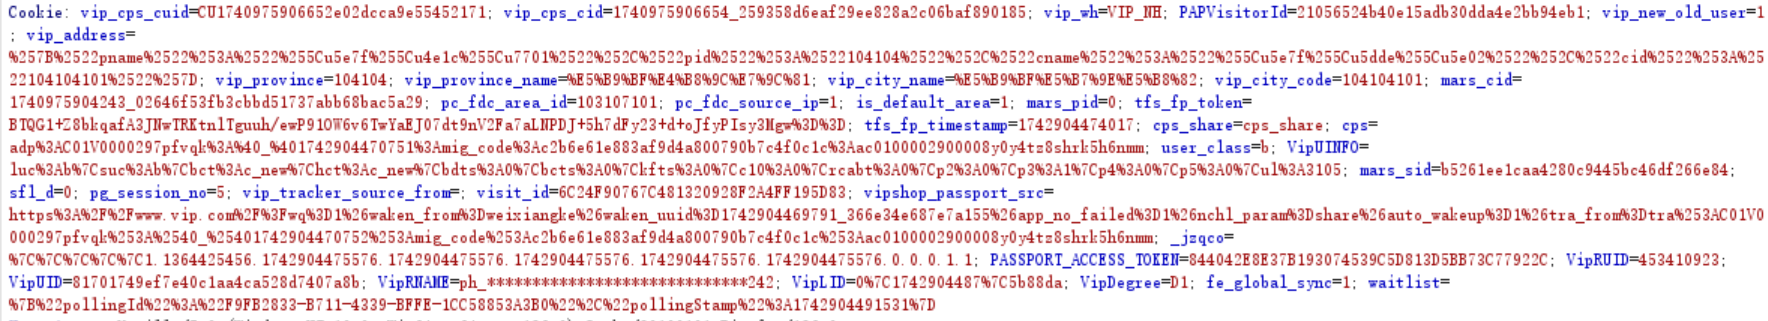 Cookie: vip_cps_cuid=CU1740975906652e02dcca9e55452171; vip_cps_cid=1740975906654_259358d6eaf29ee828a2c06baf890185; vip_wh=VIP_NH; PAPVisitorId=21056524b40e15adb30dda4e2bb94eb1; vip_new_old_user=1
; vip_address=
%257B%2522pname%2522%253A%2522%255Cu5e7f%255Cu4e1c%255Cu7701%2522%252C%2522pid%2522%253A%2522104104%2522%252C%2522cname%2522%253A%2522%255Cu5e7f%255Cu5dde%255Cu5e02%2522%252C%2522cid%2522%253A%25
22104104101%2522%257D; vip_province=104104; vip_province_name=%E5%B9%BF%E4%B8%9C%E7%9C%81; vip_city_name=%E5%B9%BF%E5%B7%9E%E5%B8%82; vip_city_code=104104101; mars_cid=
1740975904243_02646f53fb3cbbd51737abb68bac5a29; pc_fdc_area_id=103107101; pc_fdc_source_ip=1; is_default_area=1; mars_pid=0; tfs_fp_token=
BTQG1+Z8bkqafA3JNwTRKtnlTguuh/ewP91OW6v6TwYaEJ07dt9nV2Fa7aLNPDJ+5h7dFy23+d+oJfyPIsy3Mgw%3D%3D; tfs_fp_timestamp=1742904474017; cps_share=cps_share; cps=
adp%3AC01V0000297pfvqk%3A%40_%401742904470751%3Amig_code%3Ac2b6e61e883af9d4a800790b7c4f0c1c%3Aac0100002900008y0y4tz8shrk5h6nmm; user_class=b; VipUINFO=
luc%3Ab%7Csuc%3Ab%7Cbct%3Ac_new%7Chct%3Ac_new%7Cbdts%3A0%7Cbcts%3A0%7Ckfts%3A0%7Cc10%3A0%7Crcabt%3A0%7Cp2%3A0%7Cp3%3A1%7Cp4%3A0%7Cp5%3A0%7Cul%3A3105; mars_sid=b5261ee1caa4280c9445bc46df266e84;
sfl_d=0; pg_session_no=5; vip_tracker_source_from=; visit_id=6C24F90767C481320928F2A4FF195D83; vipshop_passport_src=
https%3A%2F%2Fwww.vip.com%2F%3Fwq%3D1%26waken_from%3Dweixiangke%26waken_uuid%3D1742904469791_366e34e687e7a155%26app_no_failed%3D1%26nchl_param%3Dshare%26auto_wakeup%3D1%26tra_from%3Dtra%253AC01V0
000297pfvqk%253A%2540_%25401742904470752%253Amig_code%253Ac2b6e61e883af9d4a800790b7c4f0c1c%253Aac0100002900008y0y4tz8shrk5h6nmm; _jzqco=
%7C%7C%7C%7C%7C1.1364425456.1742904475576.1742904475576.1742904475576.1742904475576.1742904475576.0.0.0.1.1; PASSPORT_ACCESS_TOKEN=844042E8E37B193074539C5D813D5BB73C77922C; VipRUID=453410923;
VipUID=81701749ef7e40c1aa4ca528d7407a8b; VipRNAME=ph_******************************242; VipLID=0%7C1742904487%7C5b88da; VipDegree=D1; fe_global_sync=1; waitlist=
%7B%22pollingId%22%3A%22F9FB2833-B711-4339-BFFE-1CC58853A3B0%22%2C%22pollingStamp%22%3A1742904491531%7D